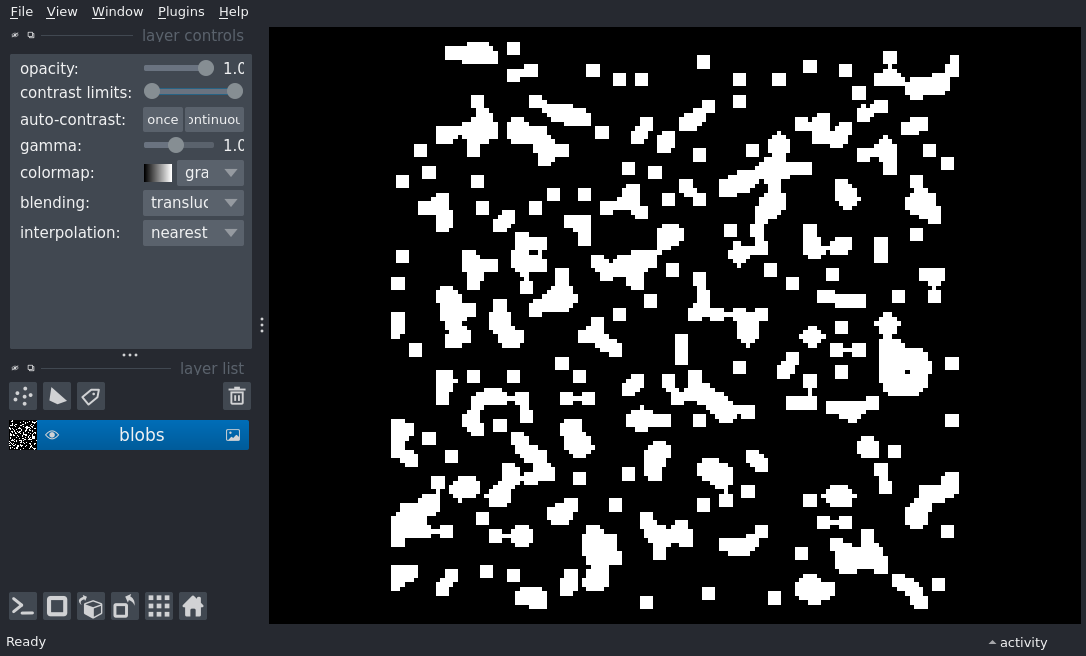 File View Window Plugins Help
layer controls
opacity: 1.0
contrast limits:
auto-contrast: once ontinuou
gamma: 1.0
colormap: gra
blending: transluc
interpolation: nearest
layer list
blobs
Ready
activity